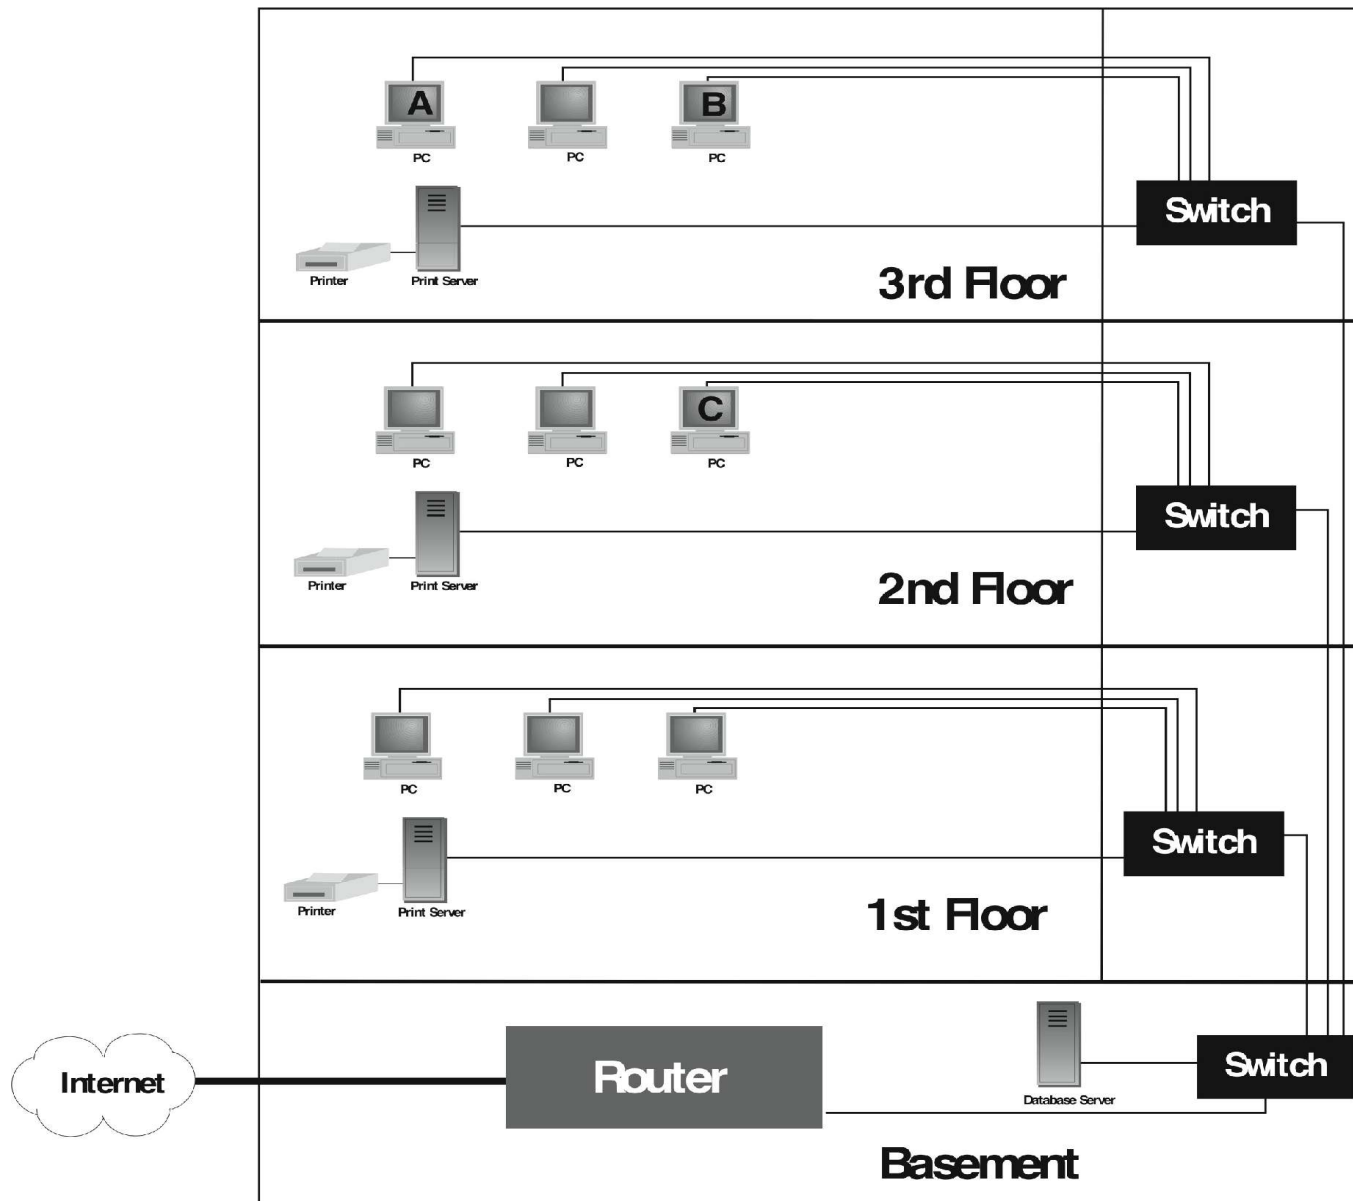 A
B
PC
PC
PC
Switch
Printer
Print Server
3rd Floor
C
PC
PC
PC
Switch
Printer
Print Server
2nd Floor
PC
PC
PC
Switch
Printer
Print Server
1st Floor
Internet
Router
Database Server
Switch
Basement